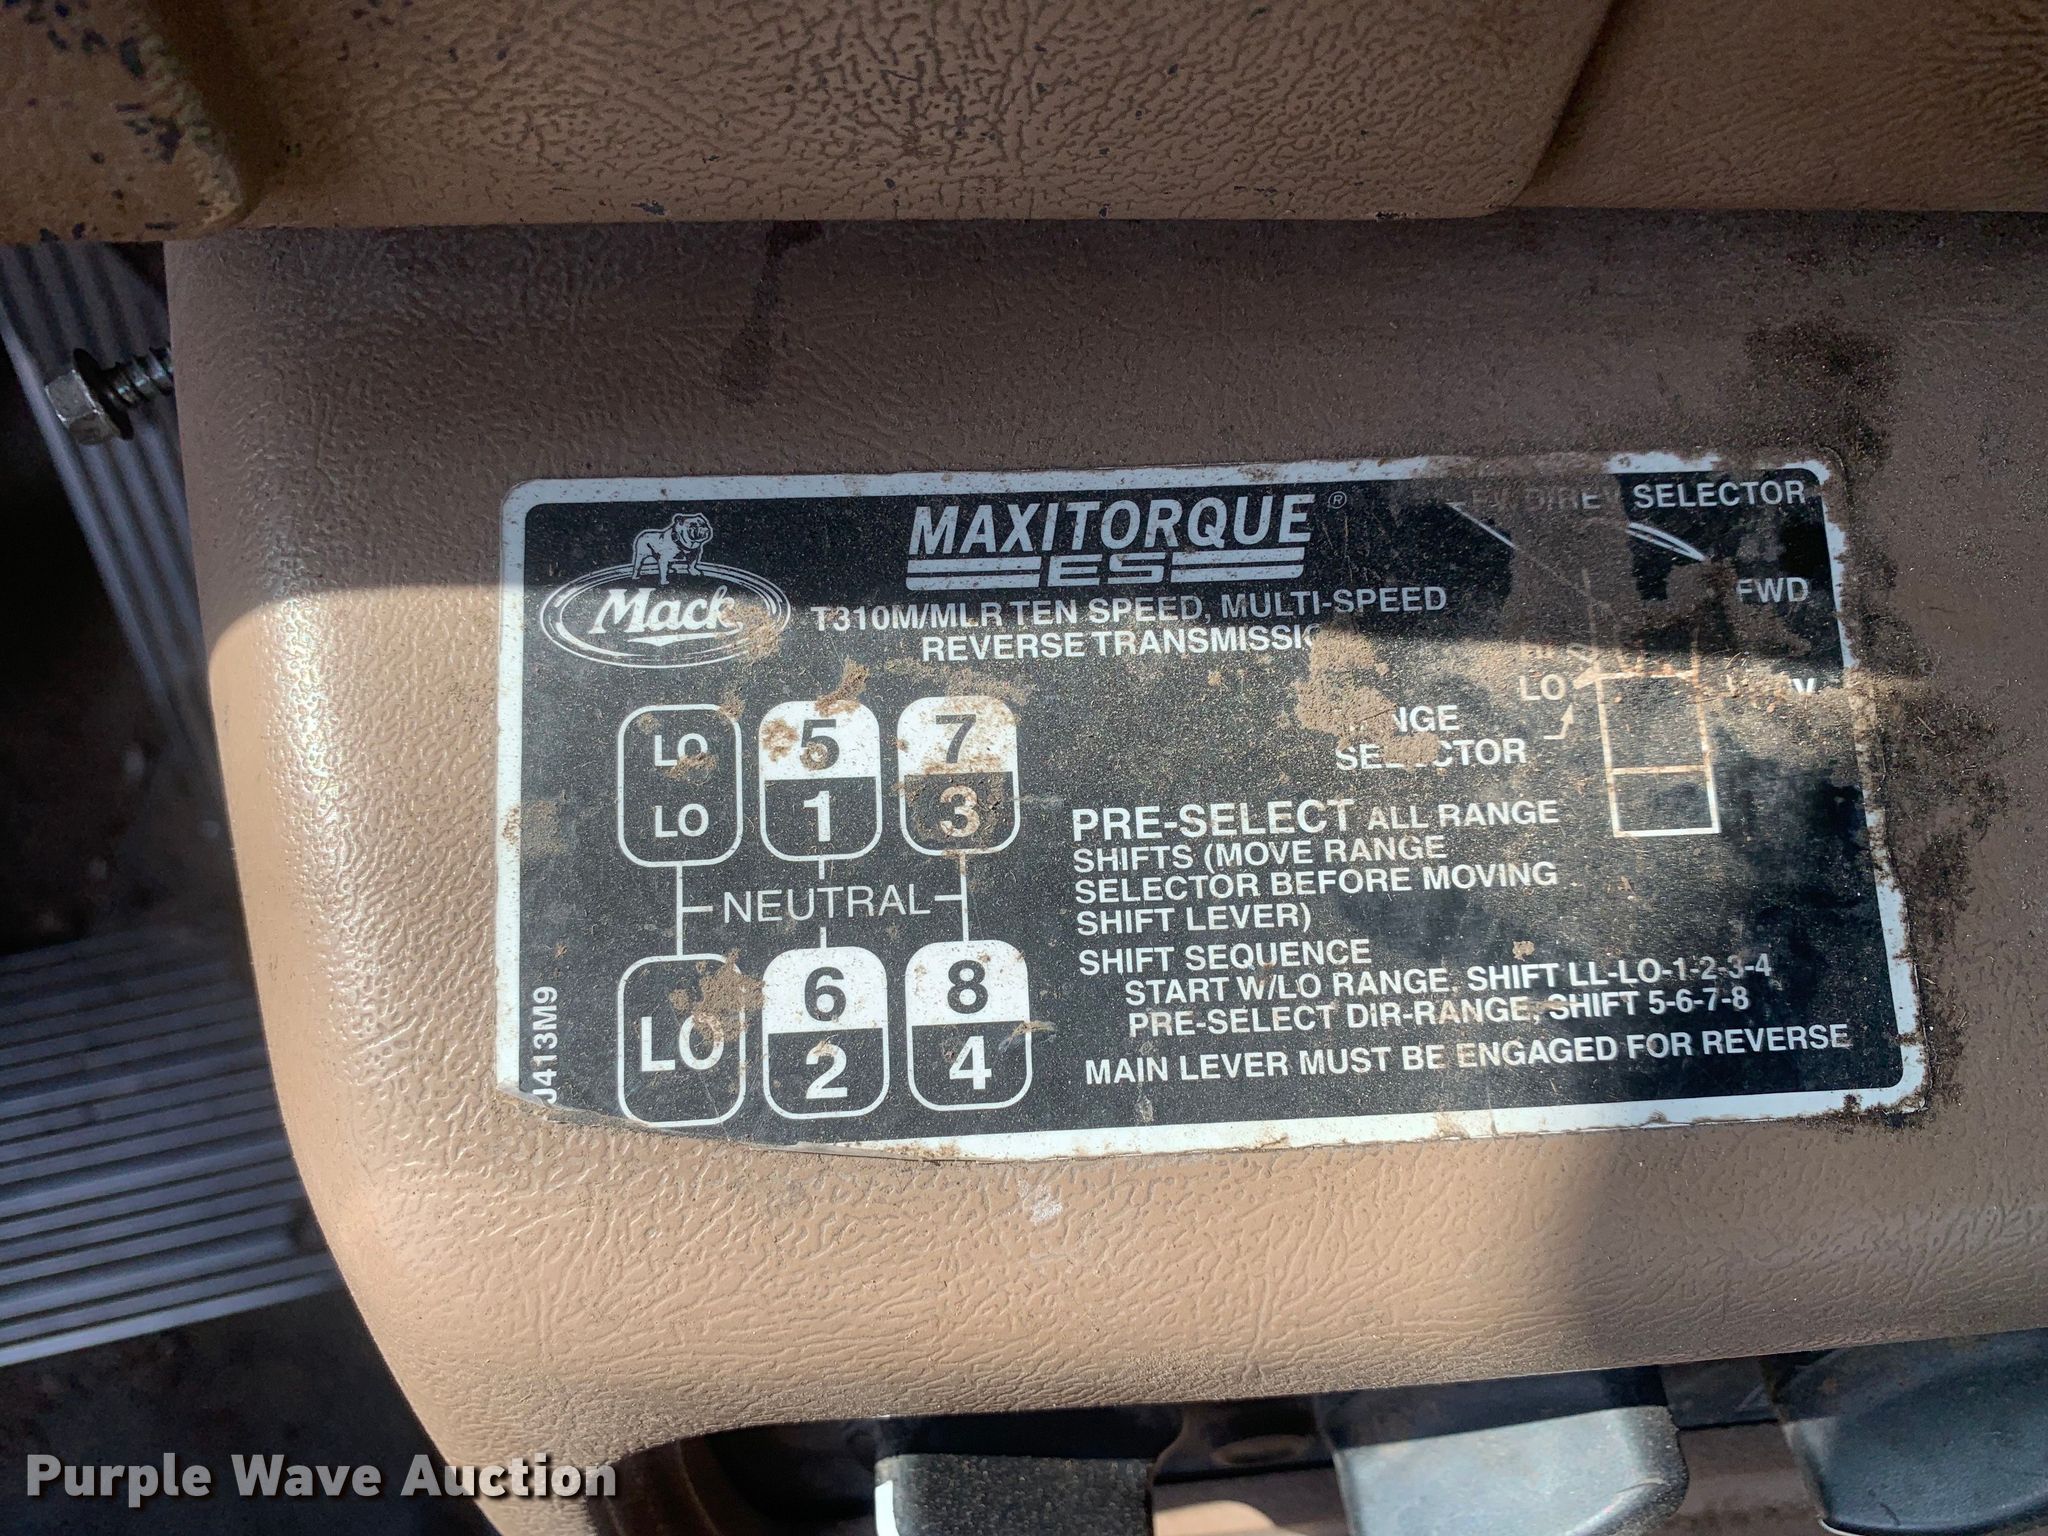 MAXITORQUE®
ES
Mack
T310M/MLR TEN SPEED, MULTI-SPEED
REVERSE
SELECTOR
FWD
LO
LO
LO
5
1
7
3
NEUTRAL
LO
6
2
8
4
PRE-SELECT ALL RANGE
SHIFTS (MOVE RANGE
SELECTOR BEFORE MOVING
SHIFT LEVER)
SHIFT SEQUENCE
START W/LO RANGE, SHIFT LL-LO-1-2-3-4
PRE-SELECT DIR-RANGE, SHIFT 5-6-7-8
MAIN LEVER MUST BE ENGAGED FOR REVERSE
J413M9
Purple Wave Auction